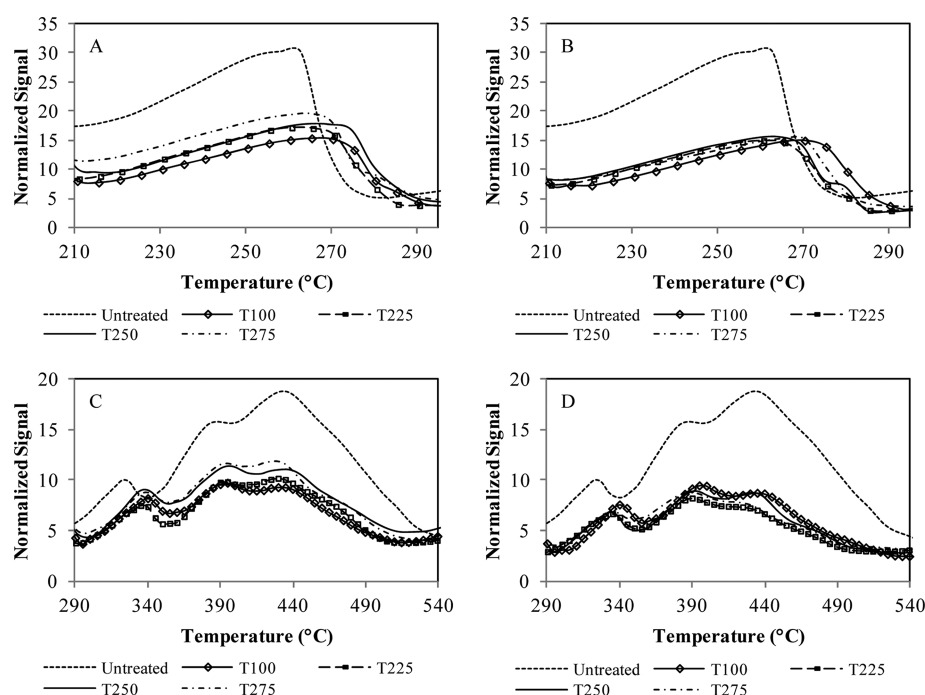 A
Normalized Signal
35
30
25
20
15
10
5
0
210 230 250 270 290
Temperature (°C)
Untreated T100 T225
T250 T275
B
Normalized Signal
35
30
25
20
15
10
5
0
210 230 250 270 290
Temperature (°C)
Untreated T100 T225
T250 T275
C
Normalized Signal
20
15
10
5
0
290 340 390 440 490 540
Temperature (°C)
Untreated T100 T225
T250 T275
D
Normalized Signal
20
15
10
5
0
290 340 390 440 490 540
Temperature (°C)
Untreated T100 T225
T250 T275